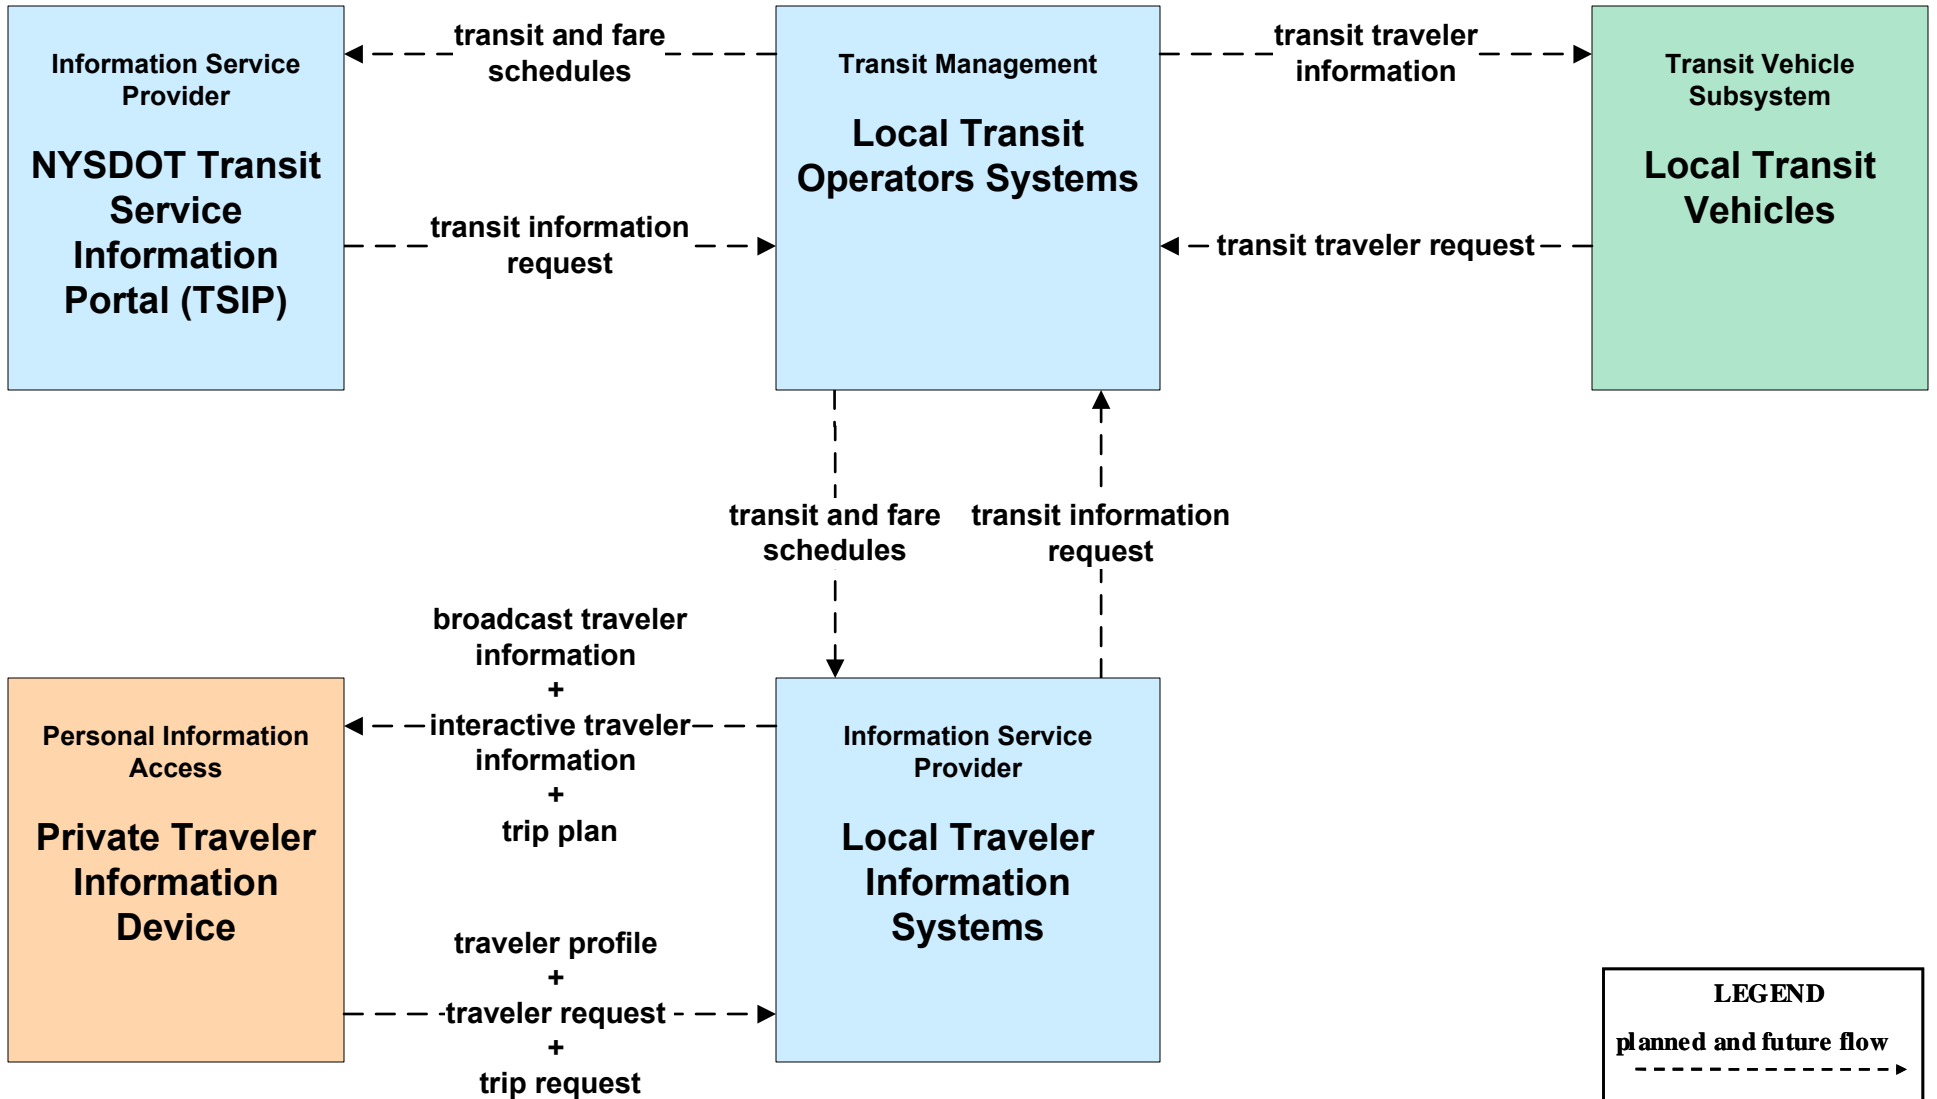 Information Service
Provider
NYSDOT Transit
Service
Information
Portal (TSIP)
transit and fare
schedules
transit information
request
Transit Management
Local Transit
Operators Systems
transit traveler
information
transit traveler request
Transit Vehicle
Subsystem
Local Transit
Vehicles
transit and fare
schedules
transit information
request
Personal Information
Access
Private Traveler
Information
Device
broadcast traveler
information
+
interactive traveler
information
+
trip plan
traveler profile
+
traveler request
+
trip request
Information Service
Provider
Local Traveler
Information
Systems
LEGEND
planned and future flow